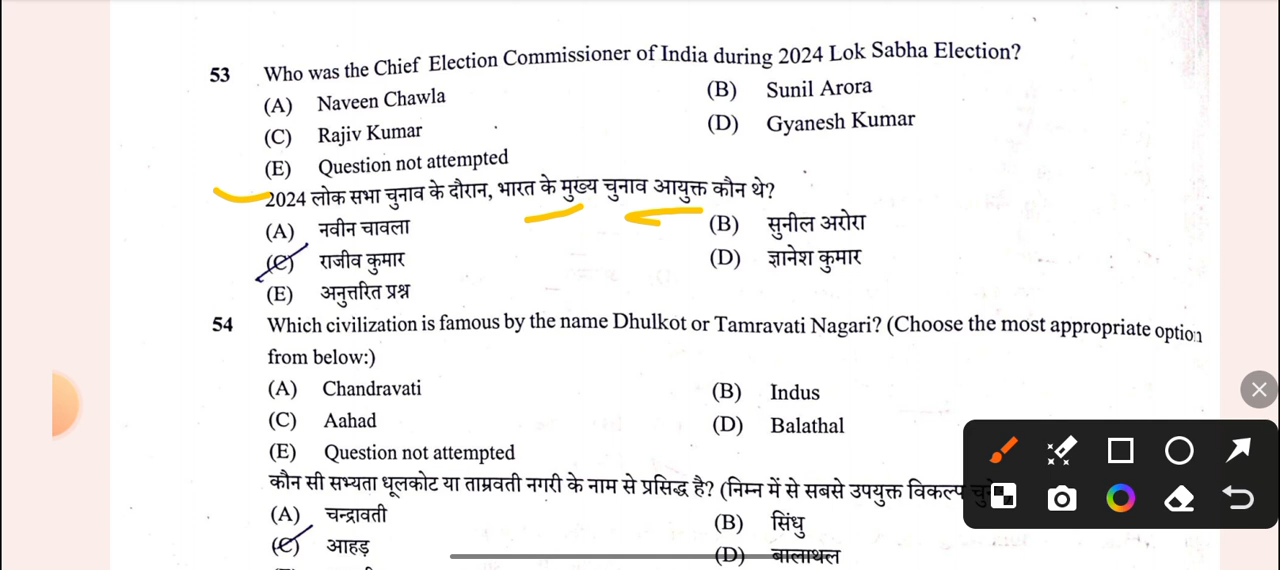 53 Who was the Chief Election Commissioner of India during 2024 Lok Sabha Election?
(A) Naveen Chawla (B) Sunil Arora
(C) Rajiv Kumar (D) Gyanesh Kumar
(E) Question not attempted
2024 लोक सभा चुनाव के दौरान, भारत के मुख्य चुनाव आयुक्त कौन थे?
(A) नवीन चावला (B) सुनील अरोरा
(C) राजीव कुमार (D) ज्ञानेश कुमार
(E) अनुत्तरित प्रश्न
54 Which civilization is famous by the name Dhulkot or Tamravati Nagari? (Choose the most appropriate option
from below:)
(A) Chandravati (B) Indus
(C) Aahad (D) Balathal
(E) Question not attempted
कौन सी सभ्यता धूलकोट या ताम्रवती नगरी के नाम से प्रसिद्ध है? (निम्न में से सबसे उपयुक्त विकल्प
(A) चन्द्रावती (B) सिंधु
(C) आहड़ (D) बालाथल